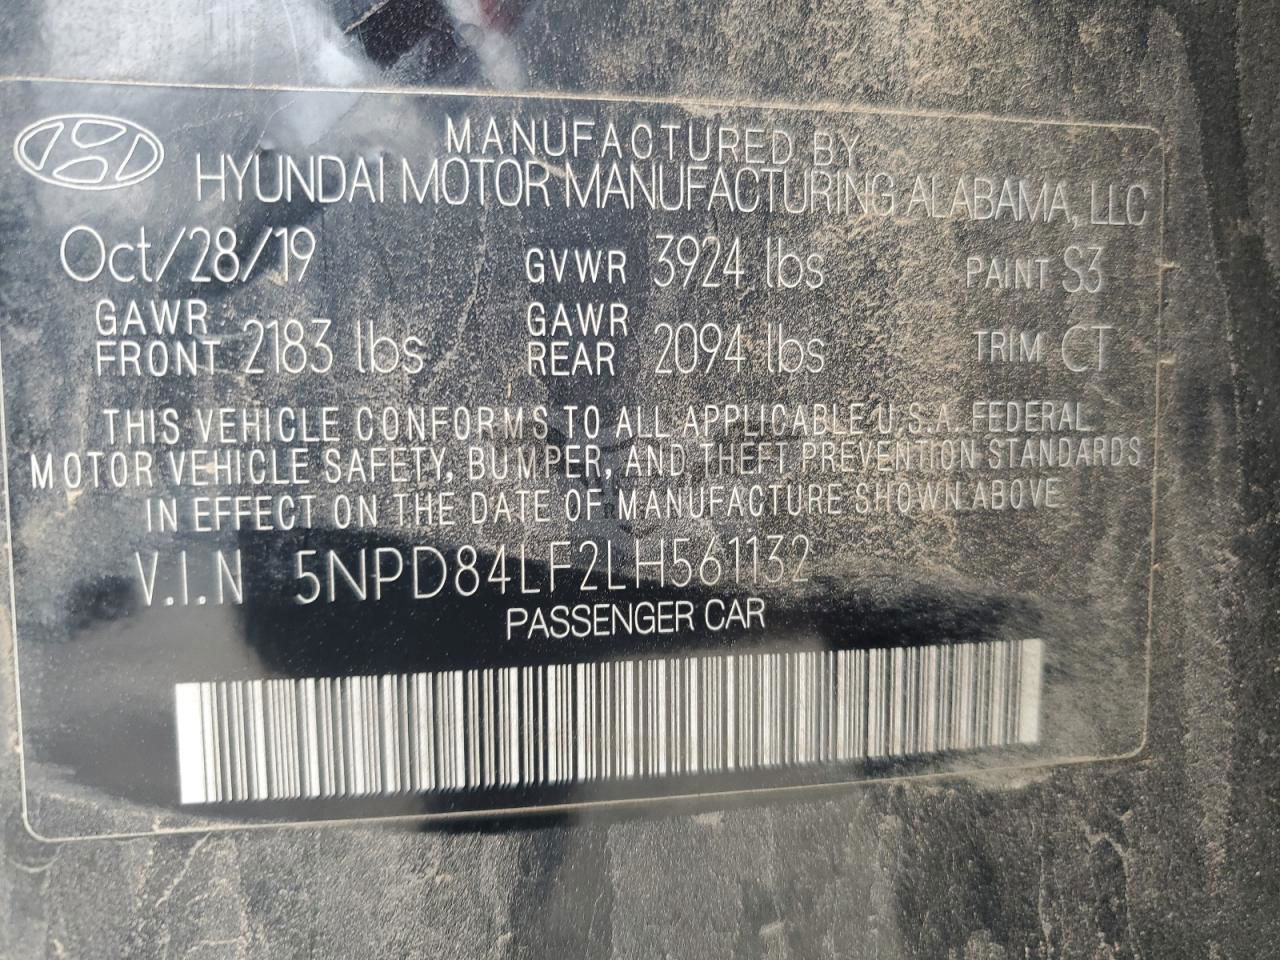 MANUFACTURED BY
HYUNDAI MOTOR MANUFACTURING ALABAMA, LLC
Oct/28/19 GVWR 3924 lbs PAINT S3
GAWR FRONT 2183 lbs GAWR REAR 2094 lbs TRIM CT
THIS VEHICLE CONFORMS TO ALL APPLICABLE U.S.A. FEDERAL
MOTOR VEHICLE SAFETY, BUMPER, AND THEFT PREVENTION STANDARDS
IN EFFECT ON THE DATE OF MANUFACTURE SHOWN ABOVE
V.I.N 5NPD84LF2LH561132
PASSENGER CAR